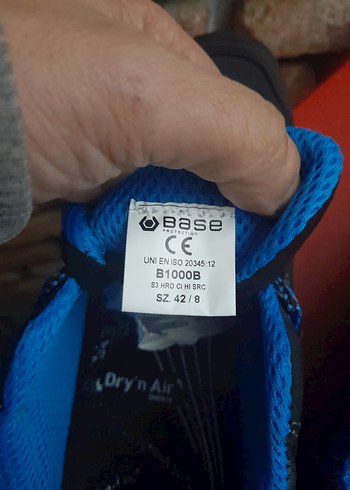 BASE
PROTECTION
CE
UNI EN ISO 20345:12
B1000B
S3 HRO CI HI SRC
SZ. 42 / 8
Dry'n Air